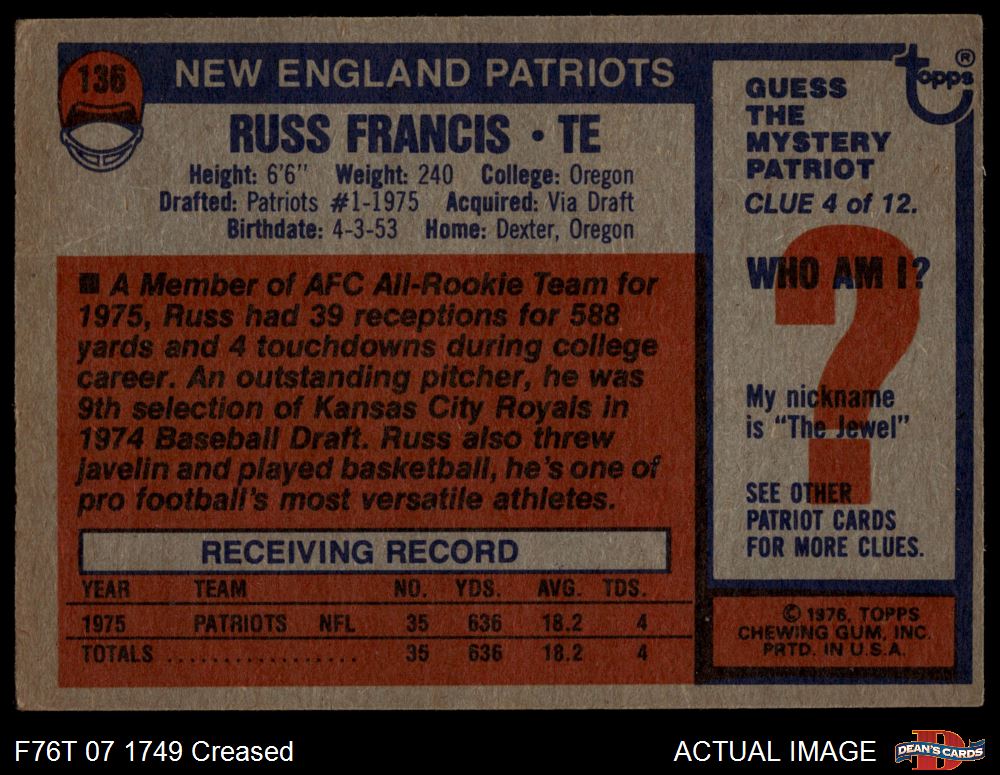 136
NEW ENGLAND PATRIOTS
RUSS FRANCIS • TE
Height: 6'6" Weight: 240 College: Oregon
Drafted: Patriots #1-1975 Acquired: Via Draft
Birthdate: 4-3-53 Home: Dexter, Oregon
A Member of AFC All-Rookie Team for
1975, Russ had 39 receptions for 588
yards and 4 touchdowns during college
career. An outstanding pitcher, he was
9th selection of Kansas City Royals in
1974 Baseball Draft. Russ also threw
javelin and played basketball, he's one of
pro football's most versatile athletes.
RECEIVING RECORD
YEAR TEAM NO. YDS. AVG. TDS.
1975 PATRIOTS NFL 35 636 18.2 4
TOTALS .................. 35 636 18.2 4
topps ®
GUESS
THE
MYSTERY
PATRIOT
CLUE 4 of 12.
WHO AM I?
?
My nickname
is "The Jewel"
SEE OTHER
PATRIOT CARDS
FOR MORE CLUES.
© 1976, TOPPS
CHEWING GUM, INC.
PRTD. IN U.S.A.
F76T 07 1749 Creased
ACTUAL IMAGE
D
DEAN'S CARDS